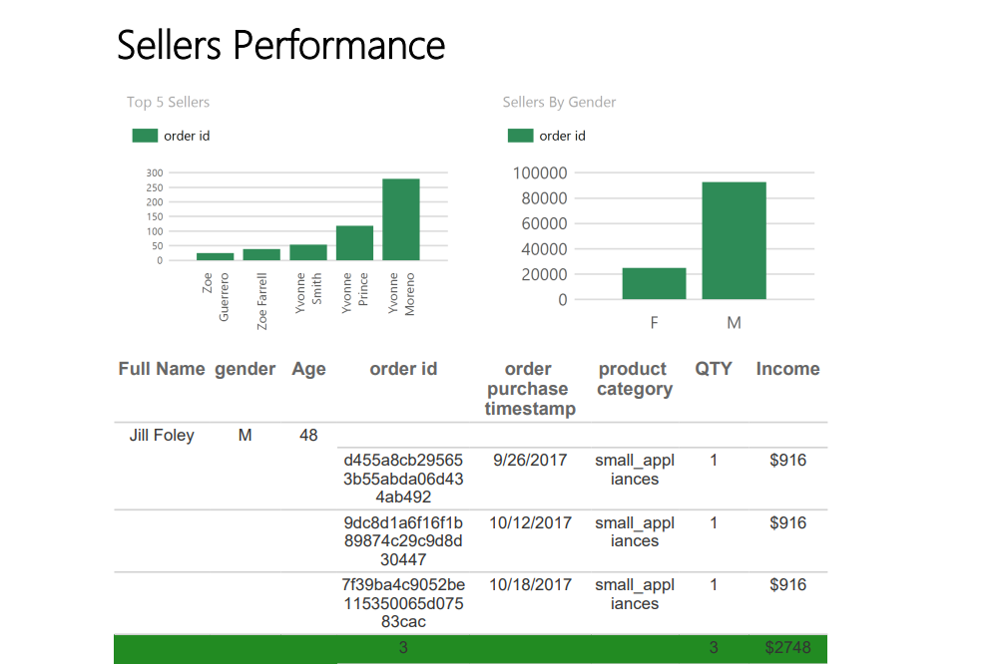 Sellers Performance
Top 5 Sellers
order id
300
250
200
150
100
50
0
Zoe
Guerrero
Zoe Farrell
Yvonne
Smith
Yvonne
Prince
Yvonne
Moreno
Sellers By Gender
order id
100000
80000
60000
40000
20000
0
F M
Full Name gender Age order id order product QTY Income
purchase category
timestamp
Jill Foley M 48
d455a8cb29565 9/26/2017 small_appl 1 $916
3b55abda06d43 iances
4ab492
9dc8d1a6f16f1b 10/12/2017 small_appl 1 $916
89874c29c9d8d iances
30447
7f39ba4c9052be 10/18/2017 small_appl 1 $916
115350065d075 iances
83cac
3 3 $2748